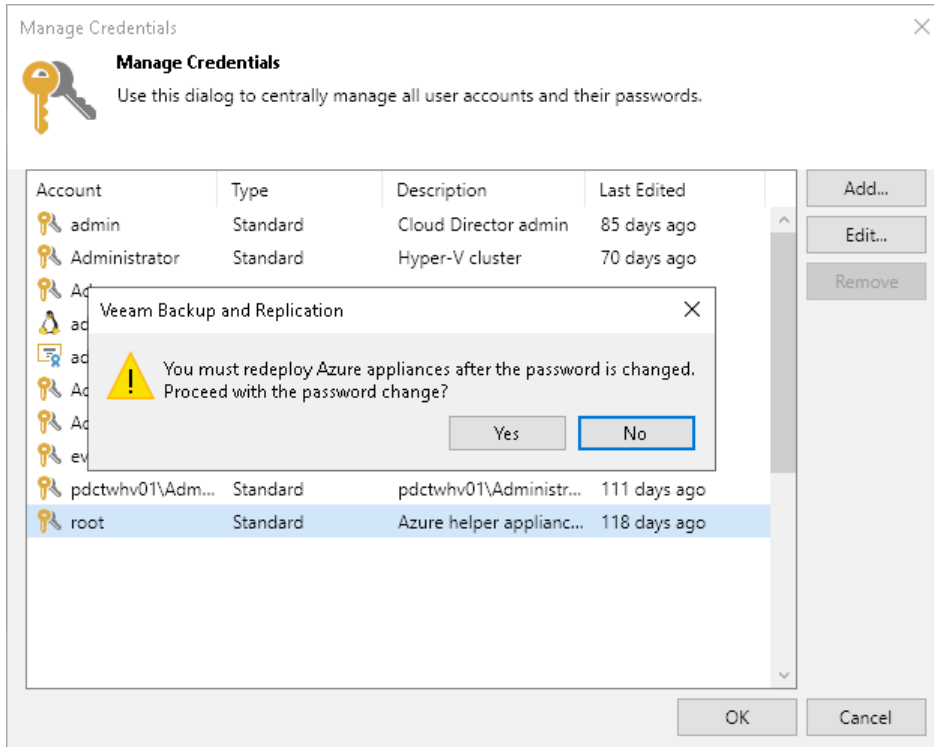 Manage Credentials
Manage Credentials
Use this dialog to centrally manage all user accounts and their passwords.
Account Type Description Last Edited
Add...
admin Standard Cloud Director admin 85 days ago
Edit...
Administrator Standard Hyper-V cluster 70 days ago
Remove
Veeam Backup and Replication
You must redeploy Azure appliances after the password is changed.
Proceed with the password change?
Yes No
pdctwhv01\Adm... Standard pdctwhv01\Administr... 111 days ago
root Standard Azure helper applianc... 118 days ago
OK Cancel